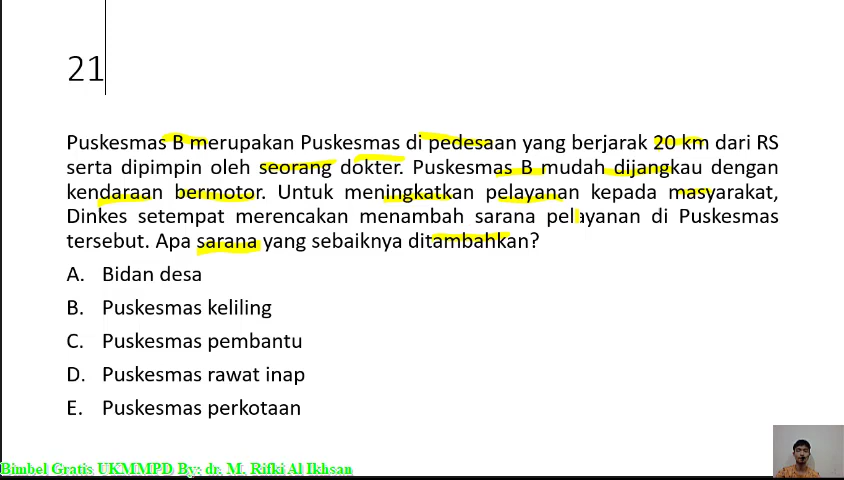 21
Puskesmas B merupakan Puskesmas di pedesaan yang berjarak 20 km dari RS
serta dipimpin oleh seorang dokter. Puskesmas B mudah dijangkau dengan
kendaraan bermotor. Untuk meningkatkan pelayanan kepada masyarakat,
Dinkes setempat merencakan menambah sarana pelayanan di Puskesmas
tersebut. Apa sarana yang sebaiknya ditambahkan?
A. Bidan desa
B. Puskesmas keliling
C. Puskesmas pembantu
D. Puskesmas rawat inap
E. Puskesmas perkotaan
Bimbel Gratis UKMMPD By: dr. M. Rifki Al Ikhsan